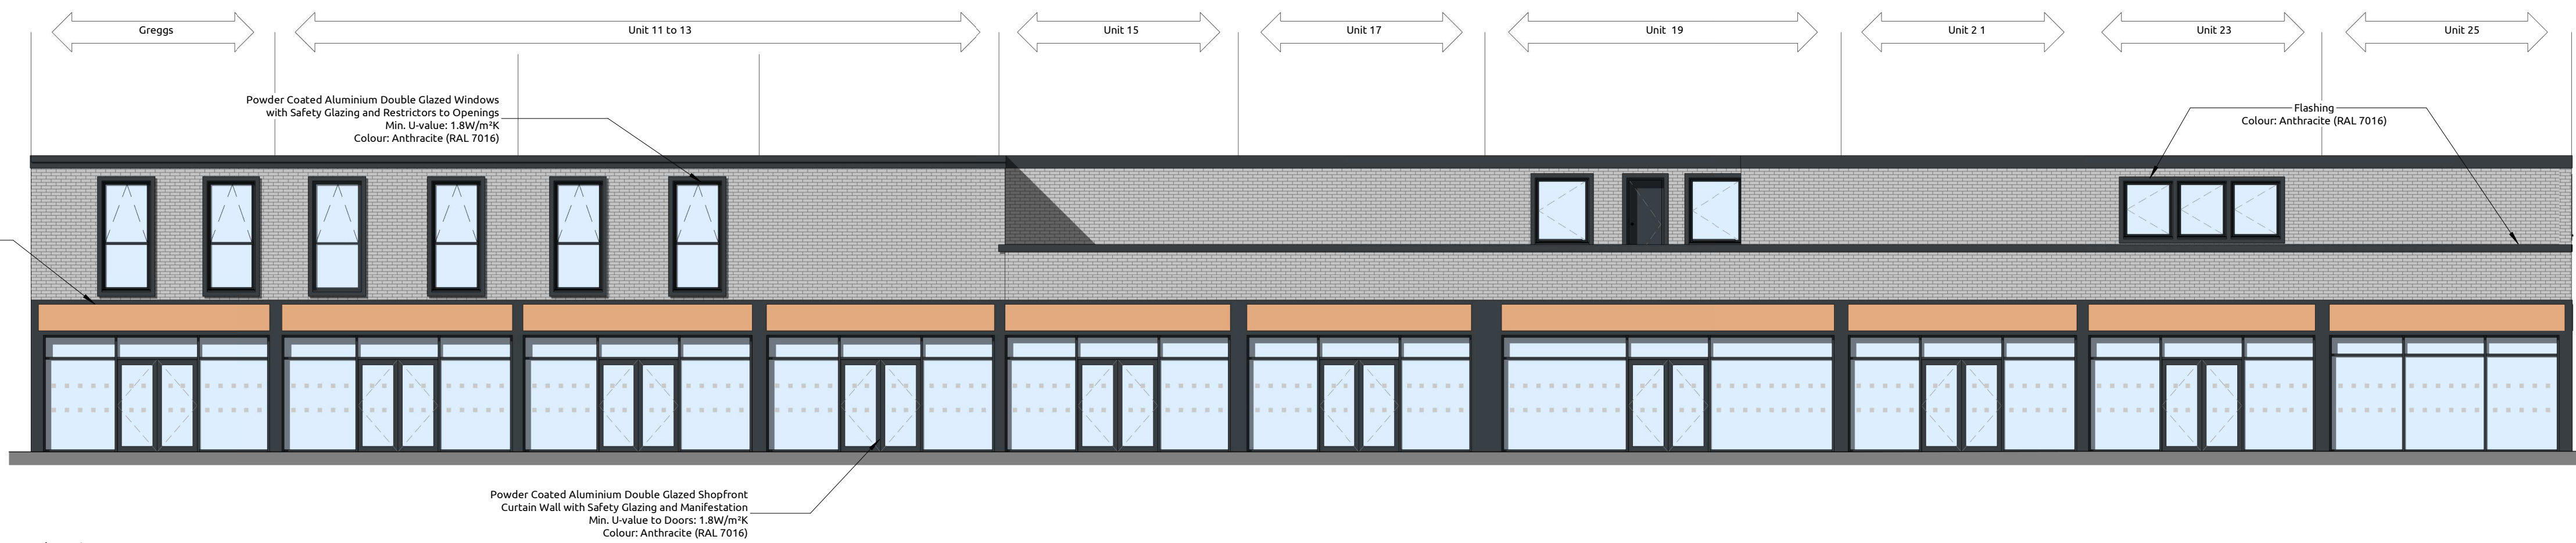 Greggs
Unit 11 to 13
Unit 15
Unit 17
Unit 19
Unit 2 1
Unit 23
Unit 25
Powder Coated Aluminium Double Glazed Windows
with Safety Glazing and Restrictors to Openings
Min. U-value: 1.8W/m²K
Colour: Anthracite (RAL 7016)
Flashing
Colour: Anthracite (RAL 7016)
Powder Coated Aluminium Double Glazed Shopfront
Curtain Wall with Safety Glazing and Manifestation
Min. U-value to Doors: 1.8W/m²K
Colour: Anthracite (RAL 7016)